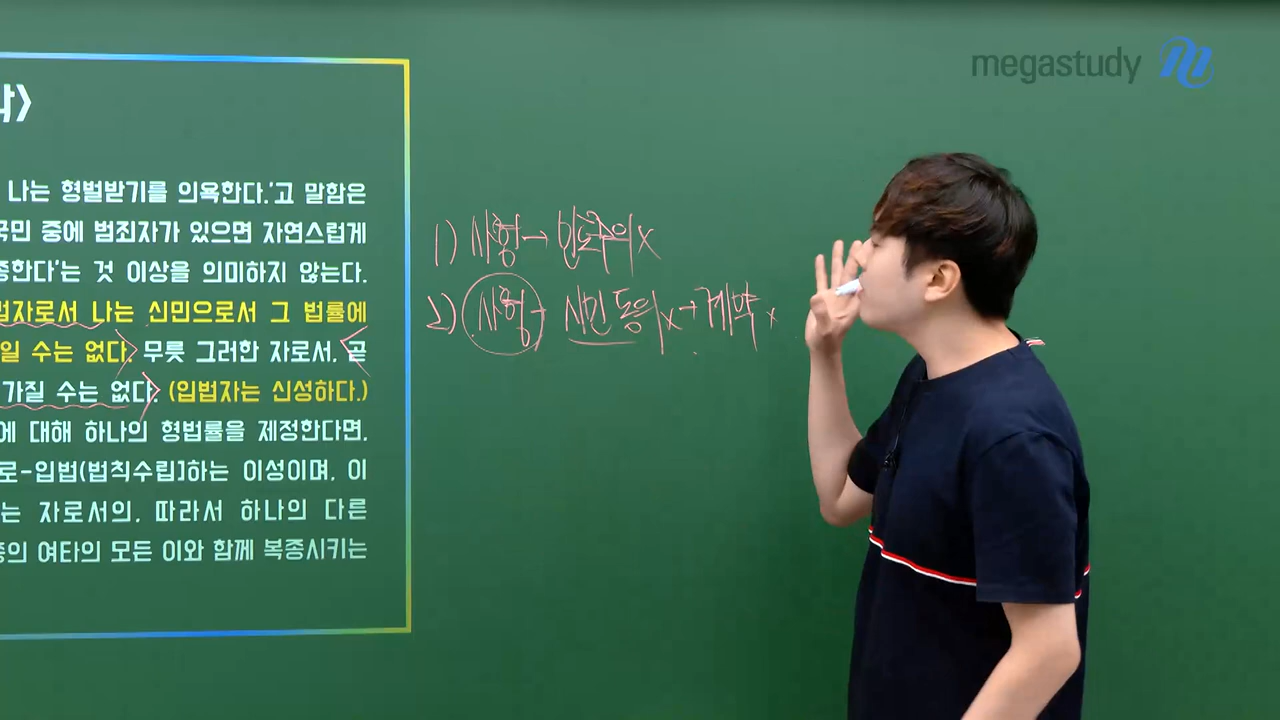 megastudy
나는 형벌받기를 의욕한다.'고 말함은
국민 중에 범죄자가 있으면 자연스럽게
종한다'는 것 이상을 의미하지 않는다.
법자로서 나는 신민으로서 그 법률에
일 수는 없다. 무릇 그러한 자로서, 곧
가질 수는 없다. (입법자는 신성하다.)
에 대해 하나의 형법률을 제정한다면,
로-입법(법칙수립]하는 이성이며, 이
는 자로서의, 따라서 하나의 다른
중의 여타의 모든 이와 함께 복종시키는
1) 사형→ 인도주의 x
2) 사형→ 시민 동의 x → 계약 x